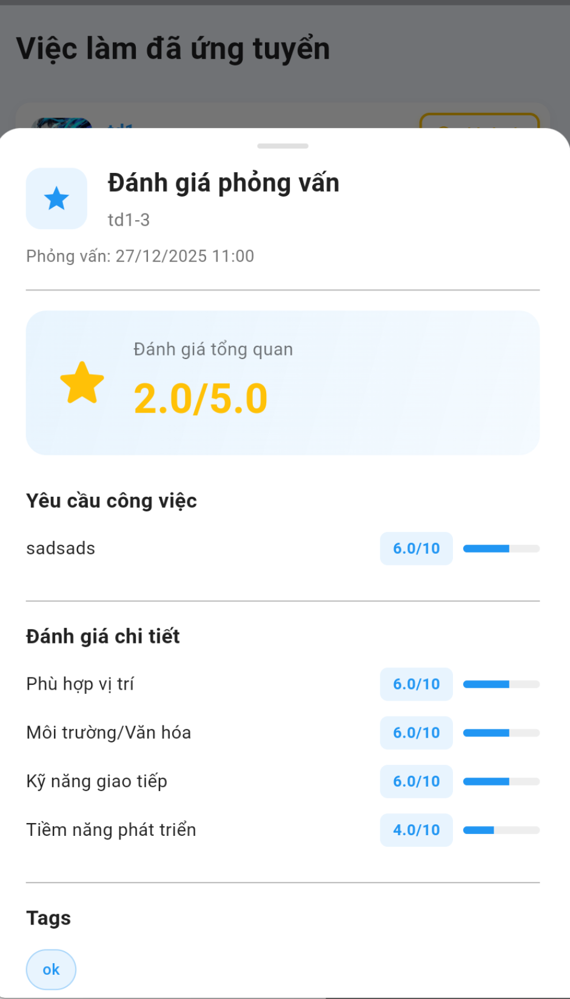 Việc làm đã ứng tuyển
td1
Đánh giá phỏng vấn
td1-3
Phỏng vấn: 27/12/2025 11:00
Đánh giá tổng quan
2.0/5.0
Yêu cầu công việc
sadsads 6.0/10
Đánh giá chi tiết
Phù hợp vị trí 6.0/10
Môi trường/Văn hóa 6.0/10
Kỹ năng giao tiếp 6.0/10
Tiềm năng phát triển 4.0/10
Tags
ok